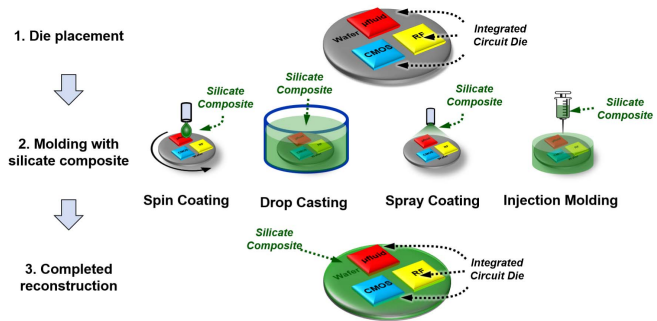 1. Die placement
Wafer
µfluid
RF
CMOS
Integrated
Circuit Die
2. Molding with
silicate composite
Silicate
Composite
Silicate
Composite
Silicate
Composite
Silicate
Composite
Spin Coating
Drop Casting
Spray Coating
Injection Molding
3. Completed
reconstruction
Silicate
Composite
Wafer
µfluid
RF
CMOS
Integrated
Circuit Die